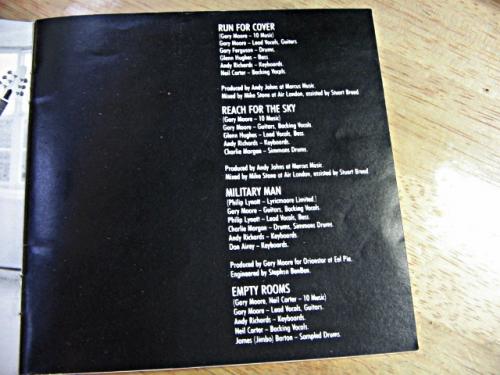 RUN FOR COVER
(Gary Moore – 10 Music)
Gary Moore – Lead Vocals, Guitars
Gary Ferguson – Drums.
Glenn Hughes – Bass.
Andy Richards – Keyboards.
Neil Carter – Backing Vocals.
Produced by Andy Johns at Marcus Music.
Mixed by Mike Stone at Air London, assisted by Stuart Breed
REACH FOR THE SKY
(Gary Moore – 10 Music)
Gary Moore – Guitars, Backing Vocals
Glenn Hughes – Lead Vocals, Bass.
Andy Richards – Keyboards.
Charlie Morgan – Simmons Drums.
Produced by Andy Johns at Marcus Music.
Mixed by Mike Stone at Air London, assisted by Stuart Breed
MILITARY MAN
(Philip Lynott – Lyricmoore Limited.)
Gary Moore – Guitars, Backing Vocals.
Philip Lynott – Lead Vocals, Bass.
Charlie Morgan – Drums, Simmons Drums.
Andy Richards – Keyboards.
Don Airey – Keyboards.
Produced by Gary Moore for Orionstar at Eel Pie.
Engineered by Stephen BonBon.
EMPTY ROOMS
(Gary Moore, Neil Carter – 10 Music)
Gary Moore – Lead Vocals, Guitars.
Andy Richards – Keyboards.
Neil Carter – Backing Vocals.
James (Jimbo) Barton – Sampled Drums.